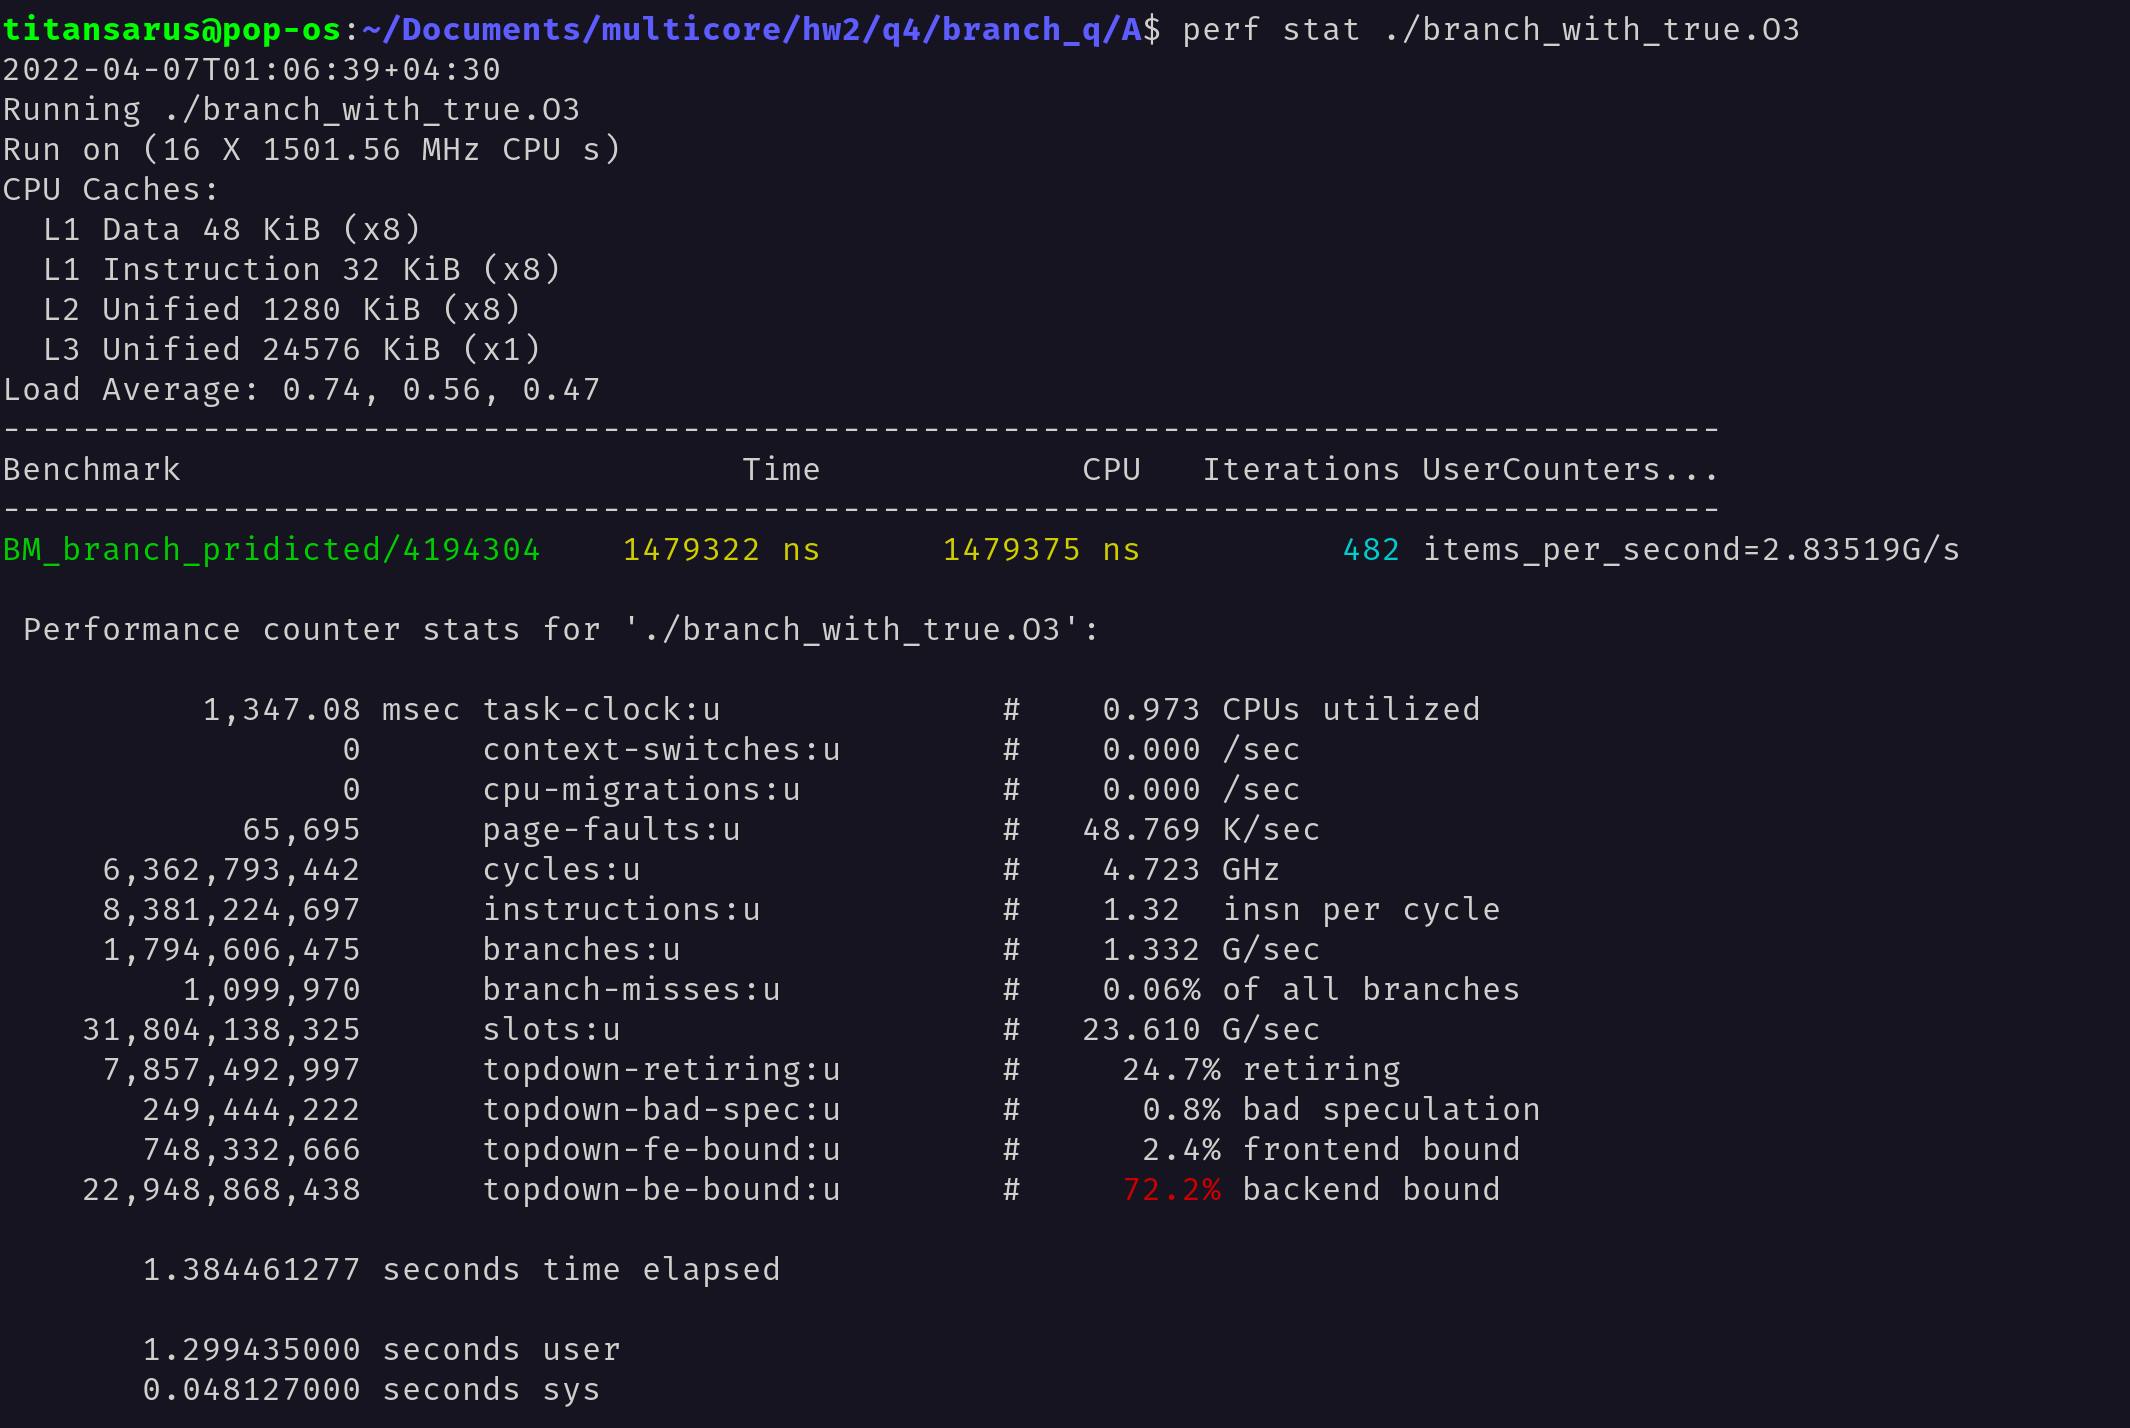 titansarus@pop-os:~/Documents/multicore/hw2/q4/branch_q/A$ perf stat ./branch_with_true.O3
2022-04-07T01:06:39+04:30
Running ./branch_with_true.O3
Run on (16 X 1501.56 MHz CPU s)
CPU Caches:
  L1 Data 48 KiB (x8)
  L1 Instruction 32 KiB (x8)
  L2 Unified 1280 KiB (x8)
  L3 Unified 24576 KiB (x1)
Load Average: 0.74, 0.56, 0.47
--------------------------------------------------------------------------------------
Benchmark                            Time             CPU   Iterations UserCounters...
--------------------------------------------------------------------------------------
BM_branch_pridicted/4194304    1479322 ns      1479375 ns          482 items_per_second=2.83519G/s
 Performance counter stats for './branch_with_true.O3':
          1,347.08 msec task-clock:u              #    0.973 CPUs utilized
                 0      context-switches:u        #    0.000 /sec
                 0      cpu-migrations:u          #    0.000 /sec
            65,695      page-faults:u             #   48.769 K/sec
     6,362,793,442      cycles:u                  #    4.723 GHz
     8,381,224,697      instructions:u            #    1.32  insn per cycle
     1,794,606,475      branches:u                #    1.332 G/sec
         1,099,970      branch-misses:u           #    0.06% of all branches
    31,804,138,325      slots:u                   #   23.610 G/sec
     7,857,492,997      topdown-retiring:u        #     24.7% retiring
       249,444,222      topdown-bad-spec:u        #      0.8% bad speculation
       748,332,666      topdown-fe-bound:u        #      2.4% frontend bound
    22,948,868,438      topdown-be-bound:u        #     72.2% backend bound
       1.384461277 seconds time elapsed
       1.299435000 seconds user
       0.048127000 seconds sys